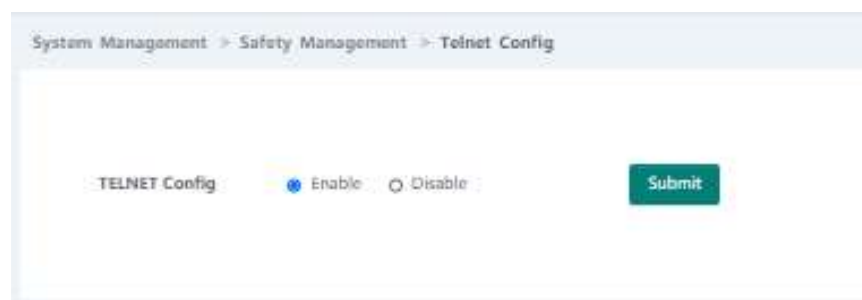 System Management > Safety Management > Telnet Config
TELNET Config Enable Disable Submit